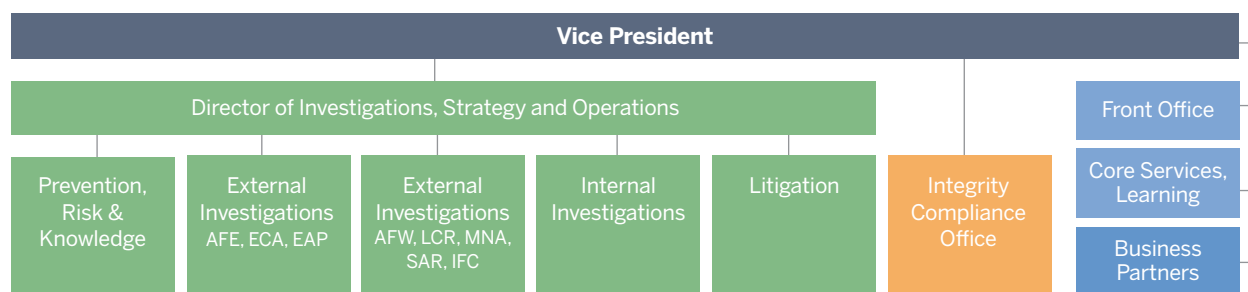 Vice President
Director of Investigations, Strategy and Operations
Front Office
Prevention,
Risk &
Knowledge
External
Investigations
AFE, ECA, EAP
External
Investigations
AFW, LCR, MNA,
SAR, IFC
Internal
Investigations
Litigation
Integrity
Compliance
Office
Core Services,
Learning
Business
Partners